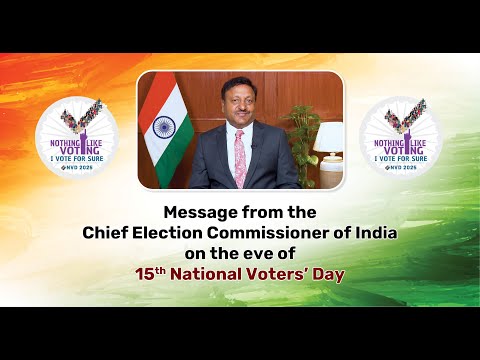 NOTHING LIKE
VOTING
I VOTE FOR SURE
NVD 2025
NOTHING LIKE
VOTING
I VOTE FOR SURE
NVD 2025
Message from the
Chief Election Commissioner of India
on the eve of
15th National Voters' Day